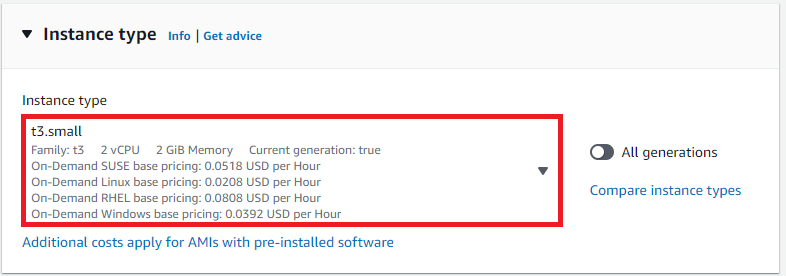 Instance type Info | Get advice
Instance type
t3.small
Family: t3 2 vCPU 2 GiB Memory Current generation: true
On-Demand SUSE base pricing: 0.0518 USD per Hour
On-Demand Linux base pricing: 0.0208 USD per Hour
On-Demand RHEL base pricing: 0.0808 USD per Hour
On-Demand Windows base pricing: 0.0392 USD per Hour
All generations
Compare instance types
Additional costs apply for AMIs with pre-installed software